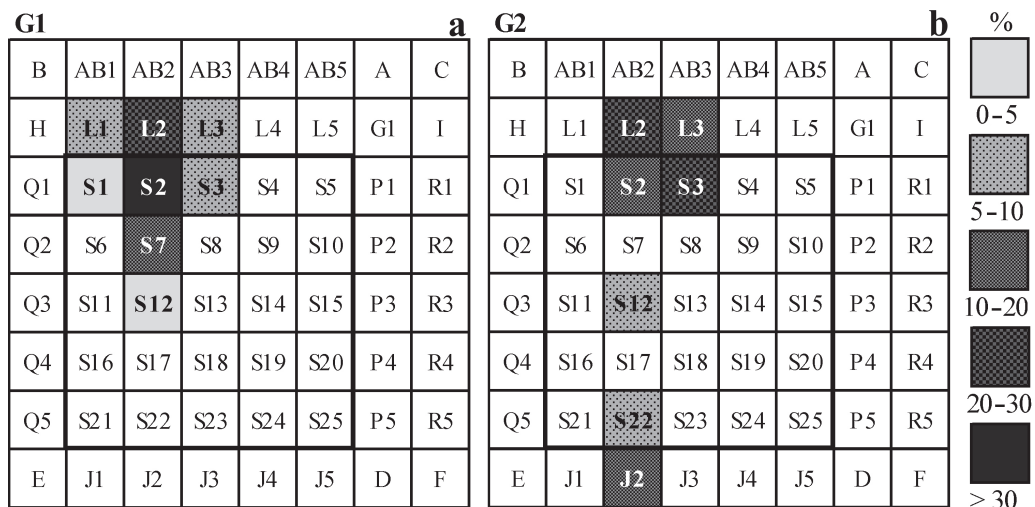 G1 a G2 b %
B AB1 AB2 AB3 AB4 AB5 A C B AB1 AB2 AB3 AB4 AB5 A C
H L1 L2 L3 L4 L5 G1 I H L1 L2 L3 L4 L5 G1 I
0-5
Q1 S1 S2 S3 S4 S5 P1 R1 Q1 S1 S2 S3 S4 S5 P1 R1
5-10
Q2 S6 S7 S8 S9 S10 P2 R2 Q2 S6 S7 S8 S9 S10 P2 R2
Q3 S11 S12 S13 S14 S15 P3 R3 Q3 S11 S12 S13 S14 S15 P3 R3
10-20
Q4 S16 S17 S18 S19 S20 P4 R4 Q4 S16 S17 S18 S19 S20 P4 R4
20-30
Q5 S21 S22 S23 S24 S25 P5 R5 Q5 S21 S22 S23 S24 S25 P5 R5
E J1 J2 J3 J4 J5 D F E J1 J2 J3 J4 J5 D F
> 30